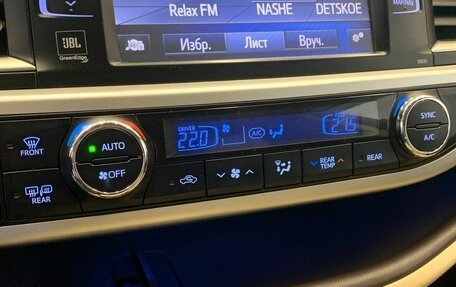 Relax FM NASHE DETSKOE
JBL
GreenEdge
Избр. Лист Вруч.
FRONT
AUTO
OFF
DRIVER
22.0
A/C
21.5
SYNC
A/C
REAR
REAR TEMP
REAR